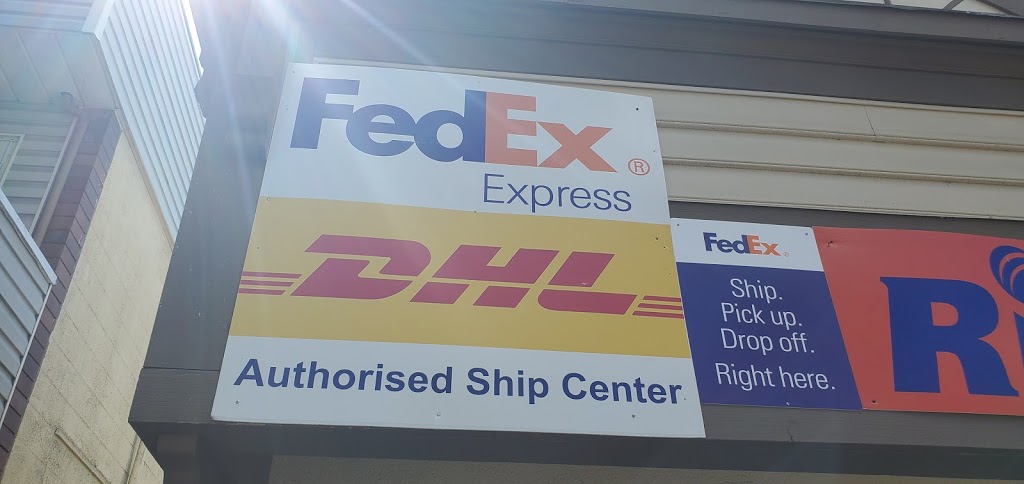 FedEx®
Express
DHL
Authorised Ship Center
FedEx®
Ship.
Pick up.
Drop off.
Right here.